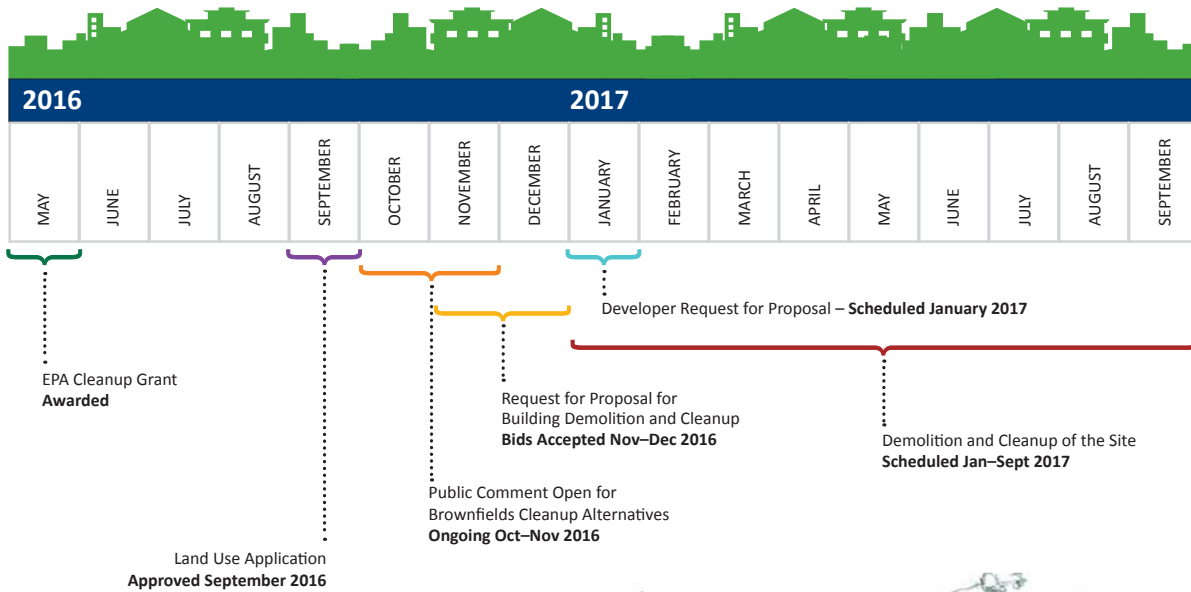 2016 2017
MAY JUNE JULY AUGUST SEPTEMBER OCTOBER NOVEMBER DECEMBER JANUARY FEBRUARY MARCH APRIL MAY JUNE JULY AUGUST SEPTEMBER
Developer Request for Proposal – Scheduled January 2017
EPA Cleanup Grant
Awarded
Request for Proposal for
Building Demolition and Cleanup
Bids Accepted Nov–Dec 2016
Demolition and Cleanup of the Site
Scheduled Jan–Sept 2017
Public Comment Open for
Brownfields Cleanup Alternatives
Ongoing Oct–Nov 2016
Land Use Application
Approved September 2016